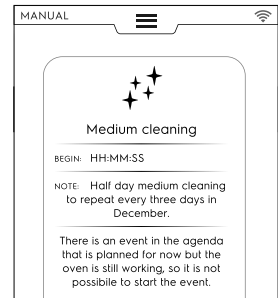 MANUAL
Medium cleaning
BEGIN: HH:MM:SS
NOTE: Half day medium cleaning
to repeat every three days in
December.
There is an event in the agenda
that is planned for now but the
oven is still working, so it is not
possibile to start the event.